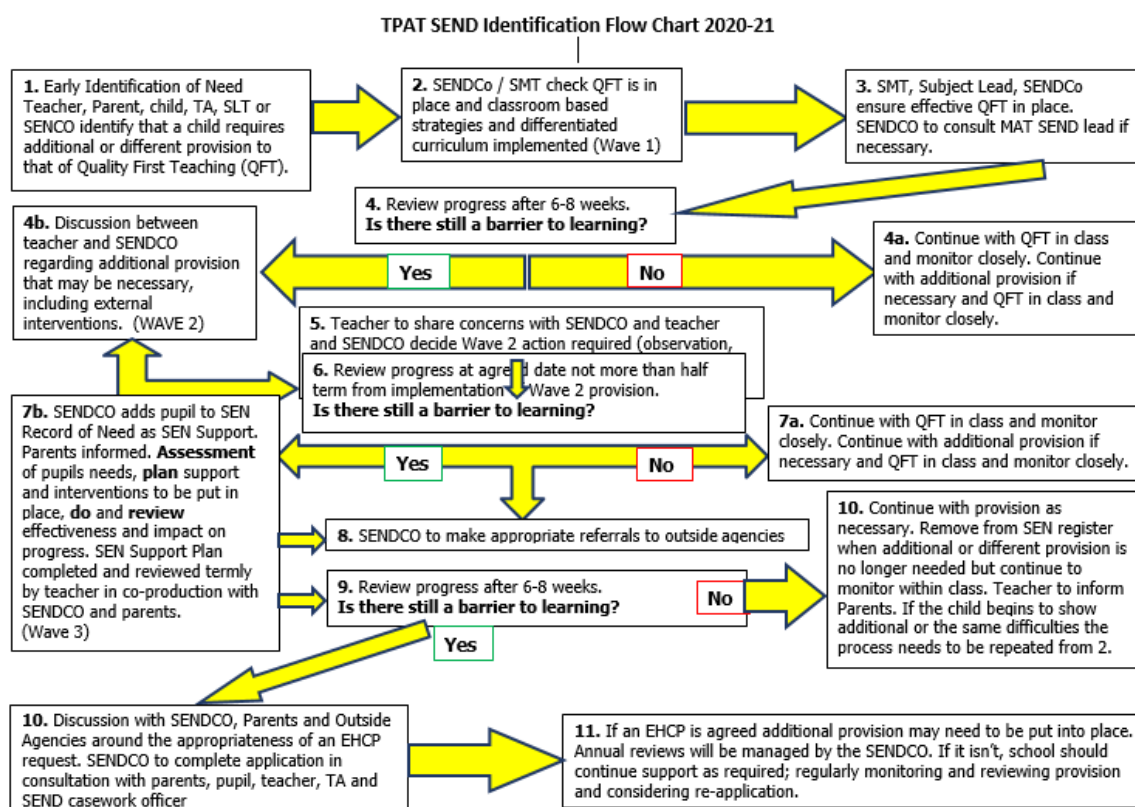 TPAT SEND Identification Flow Chart 2020-21
1. Early Identification of Need
Teacher, Parent, child, TA, SLT or
SENCO identify that a child requires
additional or different provision to
that of Quality First Teaching (QFT).
2. SENDCo / SMT check QFT is in
place and classroom based
strategies and differentiated
curriculum implemented (Wave 1)
3. SMT, Subject Lead, SENDCo
ensure effective QFT in place.
SENDCO to consult MAT SEND lead if
necessary.
4. Review progress after 6-8 weeks.
Is there still a barrier to learning?
4b. Discussion between
teacher and SENDCO
regarding additional provision
that may be necessary,
including external
interventions. (WAVE 2)
Yes
No
4a. Continue with QFT in class
and monitor closely. Continue
with additional provision if
necessary and QFT in class and
monitor closely.
5. Teacher to share concerns with SENDCO and teacher
and SENDCO decide Wave 2 action required (observation,
6. Review progress at agreed date not more than half
term from implementation Wave 2 provision.
Is there still a barrier to learning?
7b. SENDCO adds pupil to SEN
Record of Need as SEN Support.
Parents informed. Assessment
of pupils needs, plan support
and interventions to be put in
place, do and review
effectiveness and impact on
progress. SEN Support Plan
completed and reviewed termly
by teacher in co-production with
SENDCO and parents.
(Wave 3)
Yes
No
7a. Continue with QFT in class and monitor
closely. Continue with additional provision if
necessary and QFT in class and monitor closely.
8. SENDCO to make appropriate referrals to outside agencies
9. Review progress after 6-8 weeks.
Is there still a barrier to learning?
No
Yes
10. Continue with provision as
necessary. Remove from SEN register
when additional or different provision is
no longer needed but continue to
monitor within class. Teacher to inform
Parents. If the child begins to show
additional or the same difficulties the
process needs to be repeated from 2.
10. Discussion with SENDCO, Parents and Outside
Agencies around the appropriateness of an EHCP
request. SENDCO to complete application in
consultation with parents, pupil, teacher, TA and
SEND casework officer
11. If an EHCP is agreed additional provision may need to be put into place.
Annual reviews will be managed by the SENDCO. If it isn't, school should
continue support as required; regularly monitoring and reviewing provision
and considering re-application.